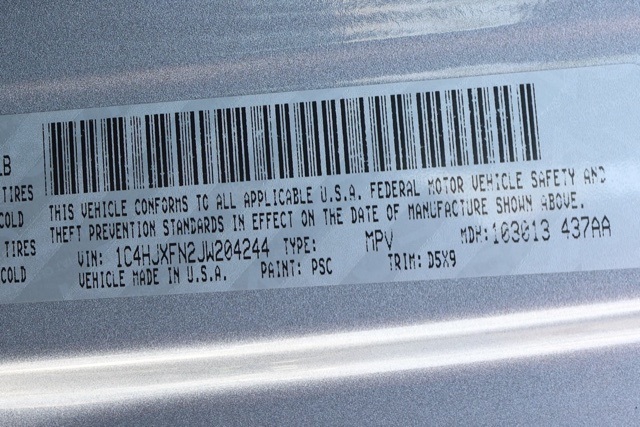 LB
TIRES
COLD
TIRES
COLD
THIS VEHICLE CONFORMS TO ALL APPLICABLE U.S.A. FEDERAL MOTOR VEHICLE SAFETY AND
THEFT PREVENTION STANDARDS IN EFFECT ON THE DATE OF MANUFACTURE SHOWN ABOVE.
VIN: 1C4HJXFN2JW204244 TYPE: MPV MDH:103013 437AA
VEHICLE MADE IN U.S.A. PAINT: PSC TRIM: D5X9